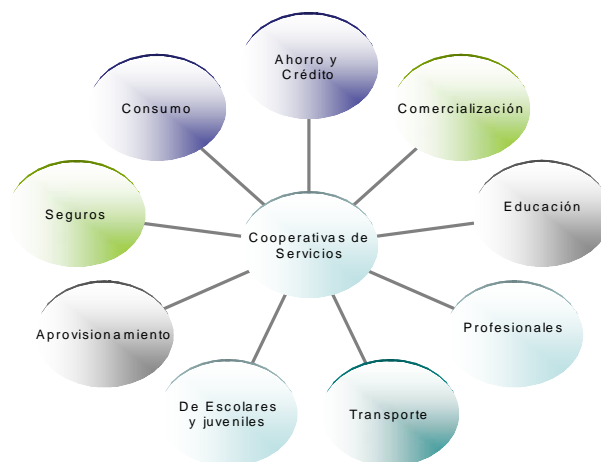 Ahorro y
Crédito
Consumo
Comercialización
Seguros
Educación
Cooperativas de
Servicios
Aprovisionamiento
Profesionales
De Escolares
y juveniles
Transporte